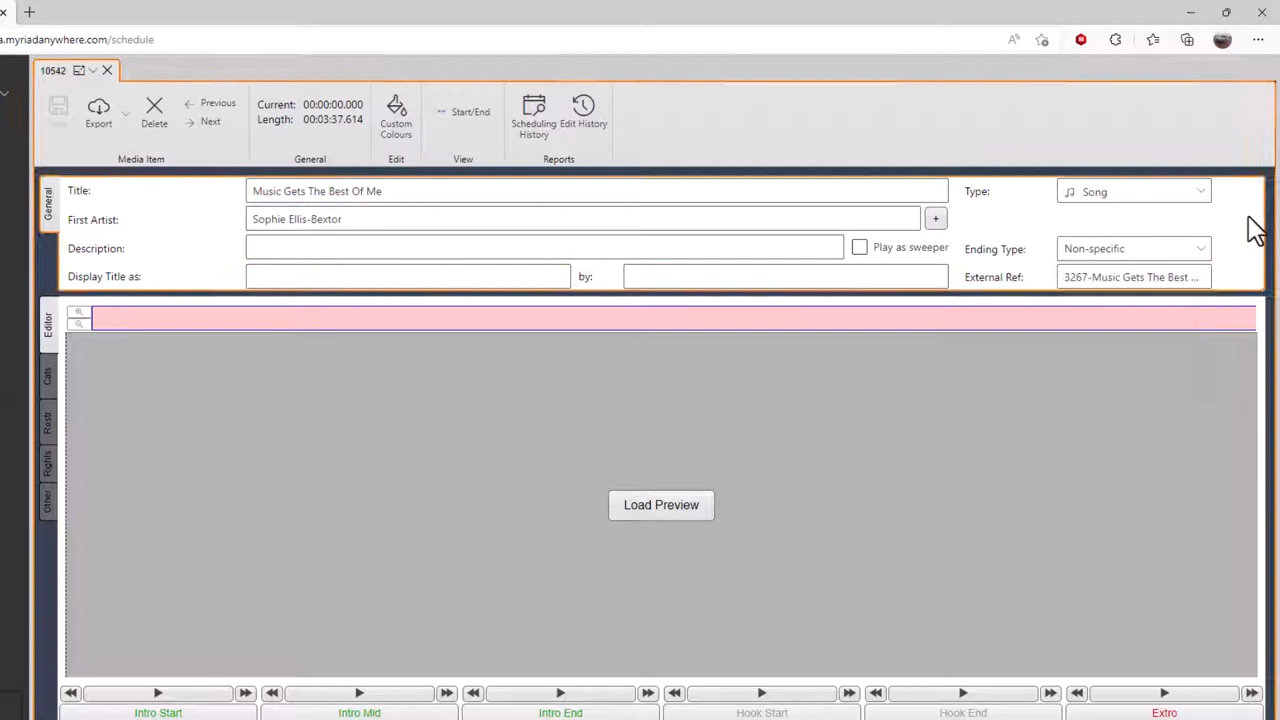 a.myriadanywhere.com/schedule
10542
Export
Delete
Previous
Next
Current: 00:00:00.000
Length: 00:03:37.614
Custom Colours
Start/End
Scheduling History
Edit History
Media Item
General
Edit
View
Reports
General
Title: Music Gets The Best Of Me
Type: Song
First Artist: Sophie Ellis-Bextor +
Description:
Play as sweeper
Ending Type: Non-specific
Display Title as:
by:
External Ref: 3267-Music Gets The Best ...
Editor
Cats
Restr.
Rights
Other
Load Preview
Intro Start
Intro Mid
Intro End
Hook Start
Hook End
Extro